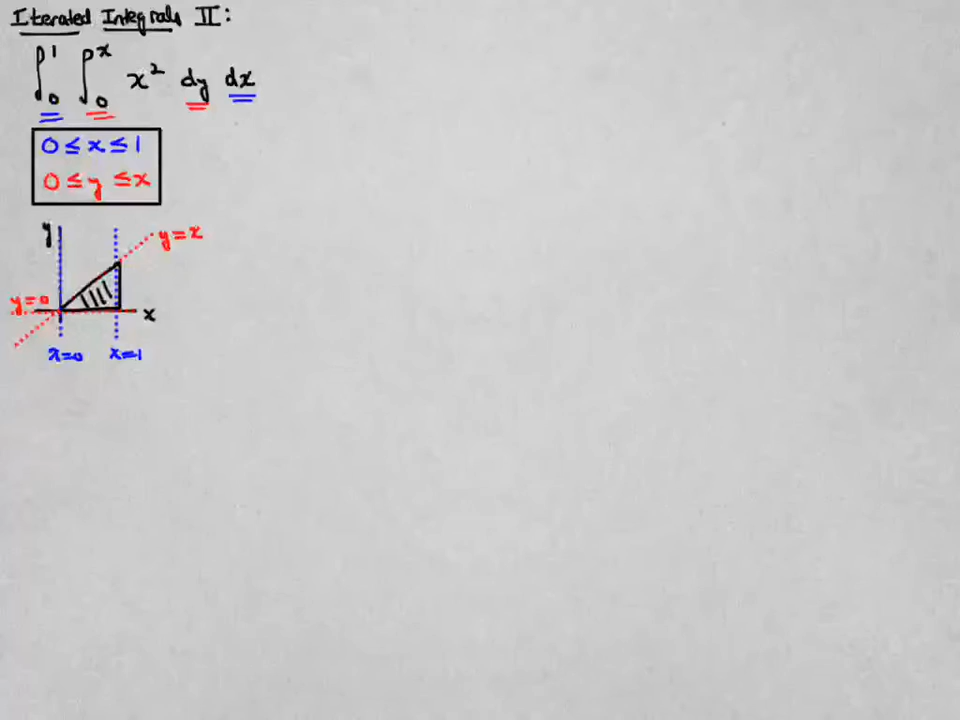 Iterated Integrals II:
∫₀¹ ∫₀ˣ x² dy dx
0 ≤ x ≤ 1
0 ≤ y ≤ x
y y = x
y=0 x
x=0 x=1